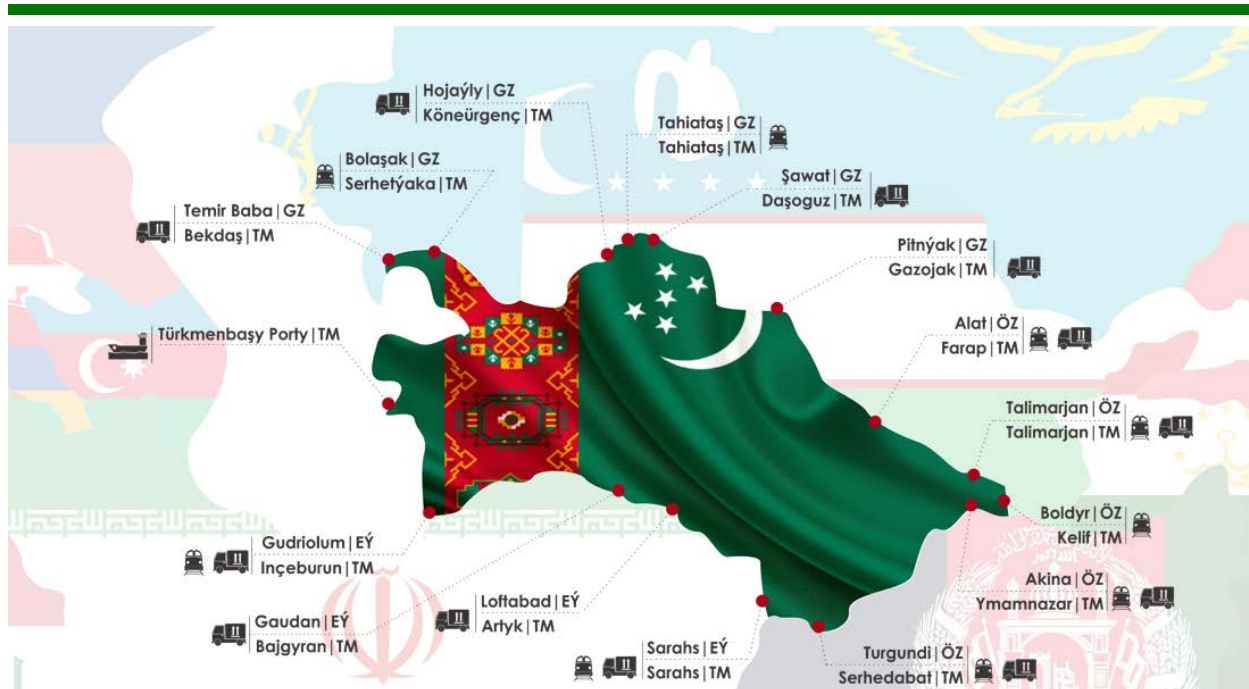 Hojaýly | GZ
Köneürgenç | TM
Tahiataş | GZ
Tahiataş | TM
Bolaşak | GZ
Serhetýaka | TM
Şawat | GZ
Daşoguz | TM
Temir Baba | GZ
Bekdaş | TM
Pitnýak | GZ
Gazojak | TM
Türkmenbaşy Porty | TM
Alat | ÖZ
Farap | TM
Talimarjan | ÖZ
Talimarjan | TM
Boldyr | ÖZ
Kelif | TM
Gudriolum | EÝ
Inçeburun | TM
Akina | ÖZ
Ymamnazar | TM
Loftabad | EÝ
Artyk | TM
Gaudan | EÝ
Bajgyran | TM
Sarahs | EÝ
Sarahs | TM
Turgundi | ÖZ
Serhedabat | TM